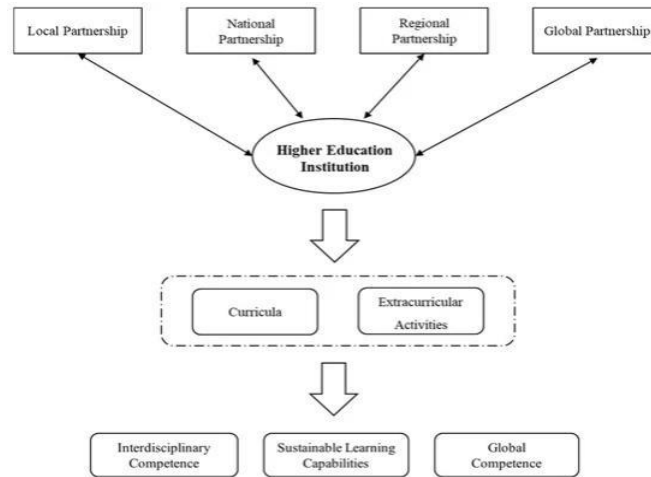 Local Partnership
National
Partnership
Regional
Partnership
Global Partnership
Higher Education
Institution
Curricula
Extracurricular
Activities
Interdisciplinary
Competence
Sustainable Learning
Capabilities
Global
Competence